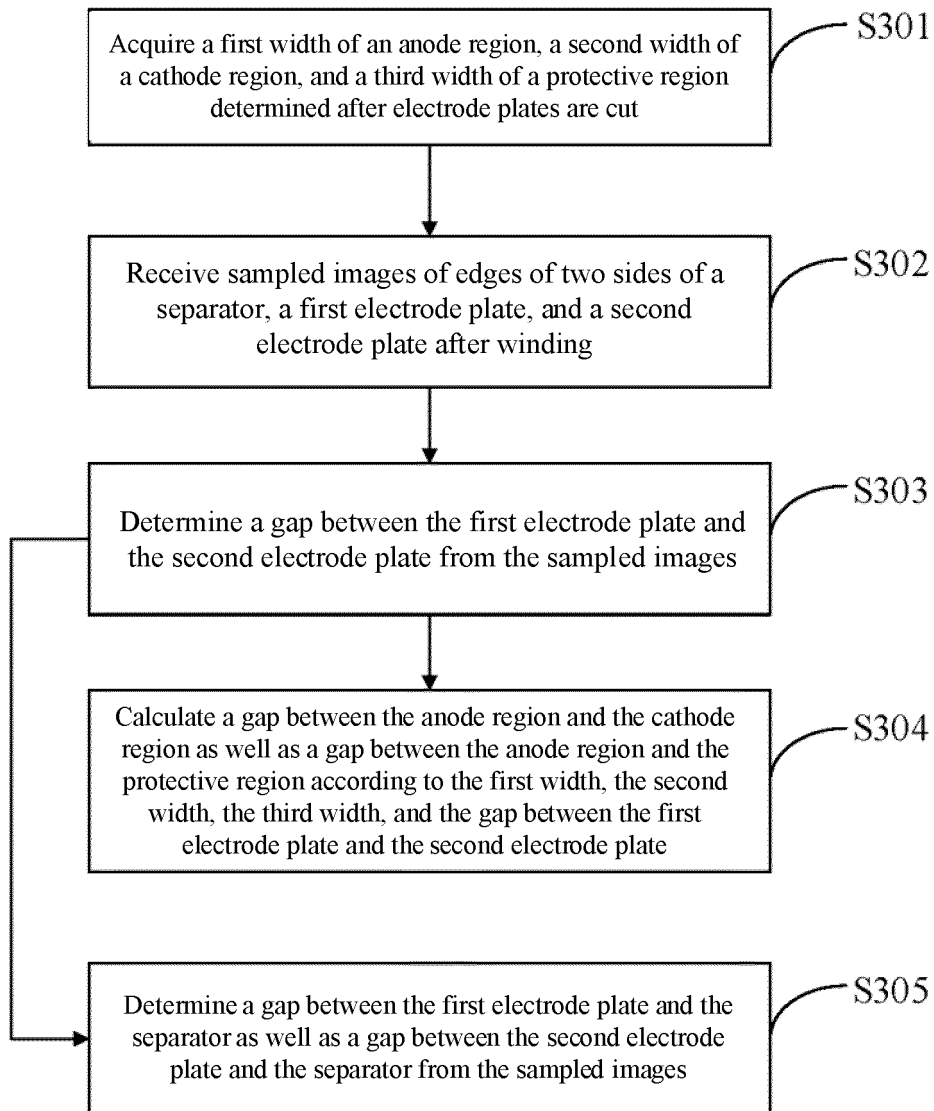 Acquire a first width of an anode region, a second width of
a cathode region, and a third width of a protective region
determined after electrode plates are cut
S301
Receive sampled images of edges of two sides of a
separator, a first electrode plate, and a second
electrode plate after winding
S302
Determine a gap between the first electrode plate and
the second electrode plate from the sampled images
S303
Calculate a gap between the anode region and the cathode
region as well as a gap between the anode region and the
protective region according to the first width, the second
width, the third width, and the gap between the first
electrode plate and the second electrode plate
S304
Determine a gap between the first electrode plate and the
separator as well as a gap between the second electrode
plate and the separator from the sampled images
S305